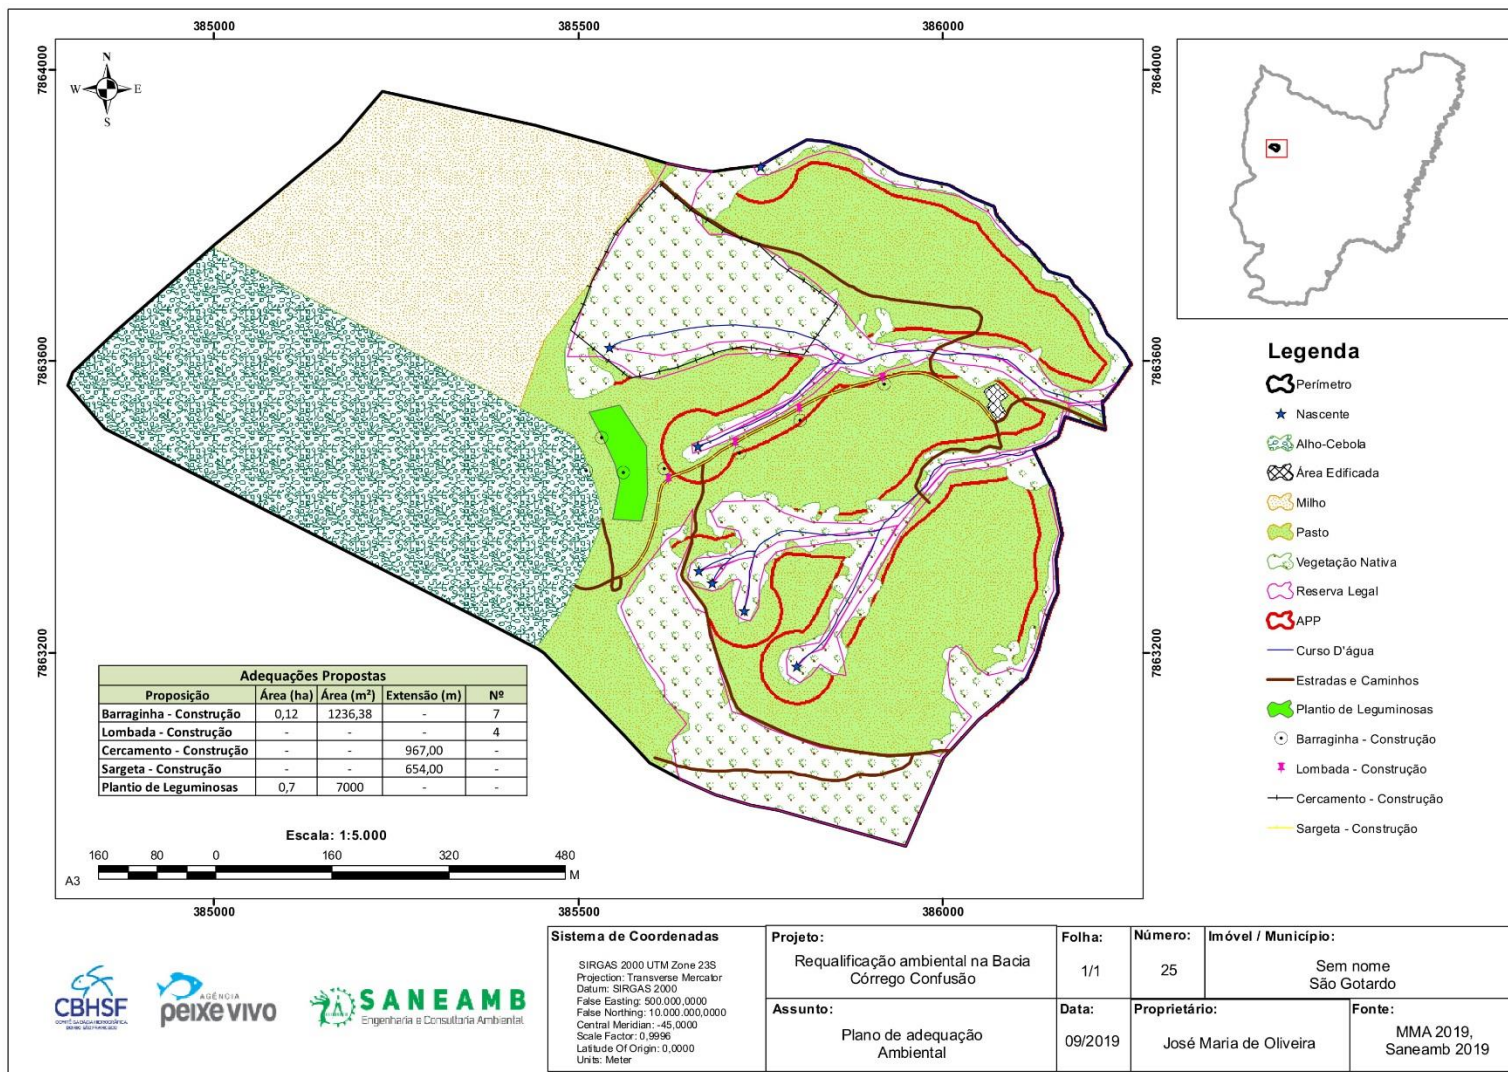 385000
385500
386000
7864000
7864000
N
W
E
S
7863600
7863600
7863200
7863200
Legenda
Perímetro
Nascente
Alho-Cebola
Área Edificada
Milho
Pasto
Vegetação Nativa
Reserva Legal
APP
Curso D'água
Estradas e Caminhos
Plantio de Leguminosas
Barraginha - Construção
Lombada - Construção
Cercamento - Construção
Sargeta - Construção
Adequações Propostas
Proposição Área (ha) Área (m²) Extensão (m) Nº
Barraginha - Construção 0,12 1236,38 - 7
Lombada - Construção - - - 4
Cercamento - Construção - - 967,00 -
Sargeta - Construção - - 654,00 -
Plantio de Leguminosas 0,7 7000 - -
Escala: 1:5.000
160 80 0 160 320 480
A3
M
385000
385500
386000
CBHSF
AGÊNCIA
peixe vivo
SANEAMB
Engenharia e Consultoria Ambiental
Sistema de Coordenadas
SIRGAS 2000 UTM Zone 23S
Projection: Transverse Mercator
Datum: SIRGAS 2000
False Easting: 500.000,0000
False Northing: 10.000.000,0000
Central Meridian: -45,0000
Scale Factor: 0,9996
Latitude Of Origin: 0,0000
Units: Meter
Projeto:
Requalificação ambiental na Bacia
Córrego Confusão
Folha:
1/1
Número:
25
Imóvel / Município:
Sem nome
São Gotardo
Assunto:
Plano de adequação
Ambiental
Data:
09/2019
Proprietário:
José Maria de Oliveira
Fonte:
MMA 2019,
Saneamb 2019